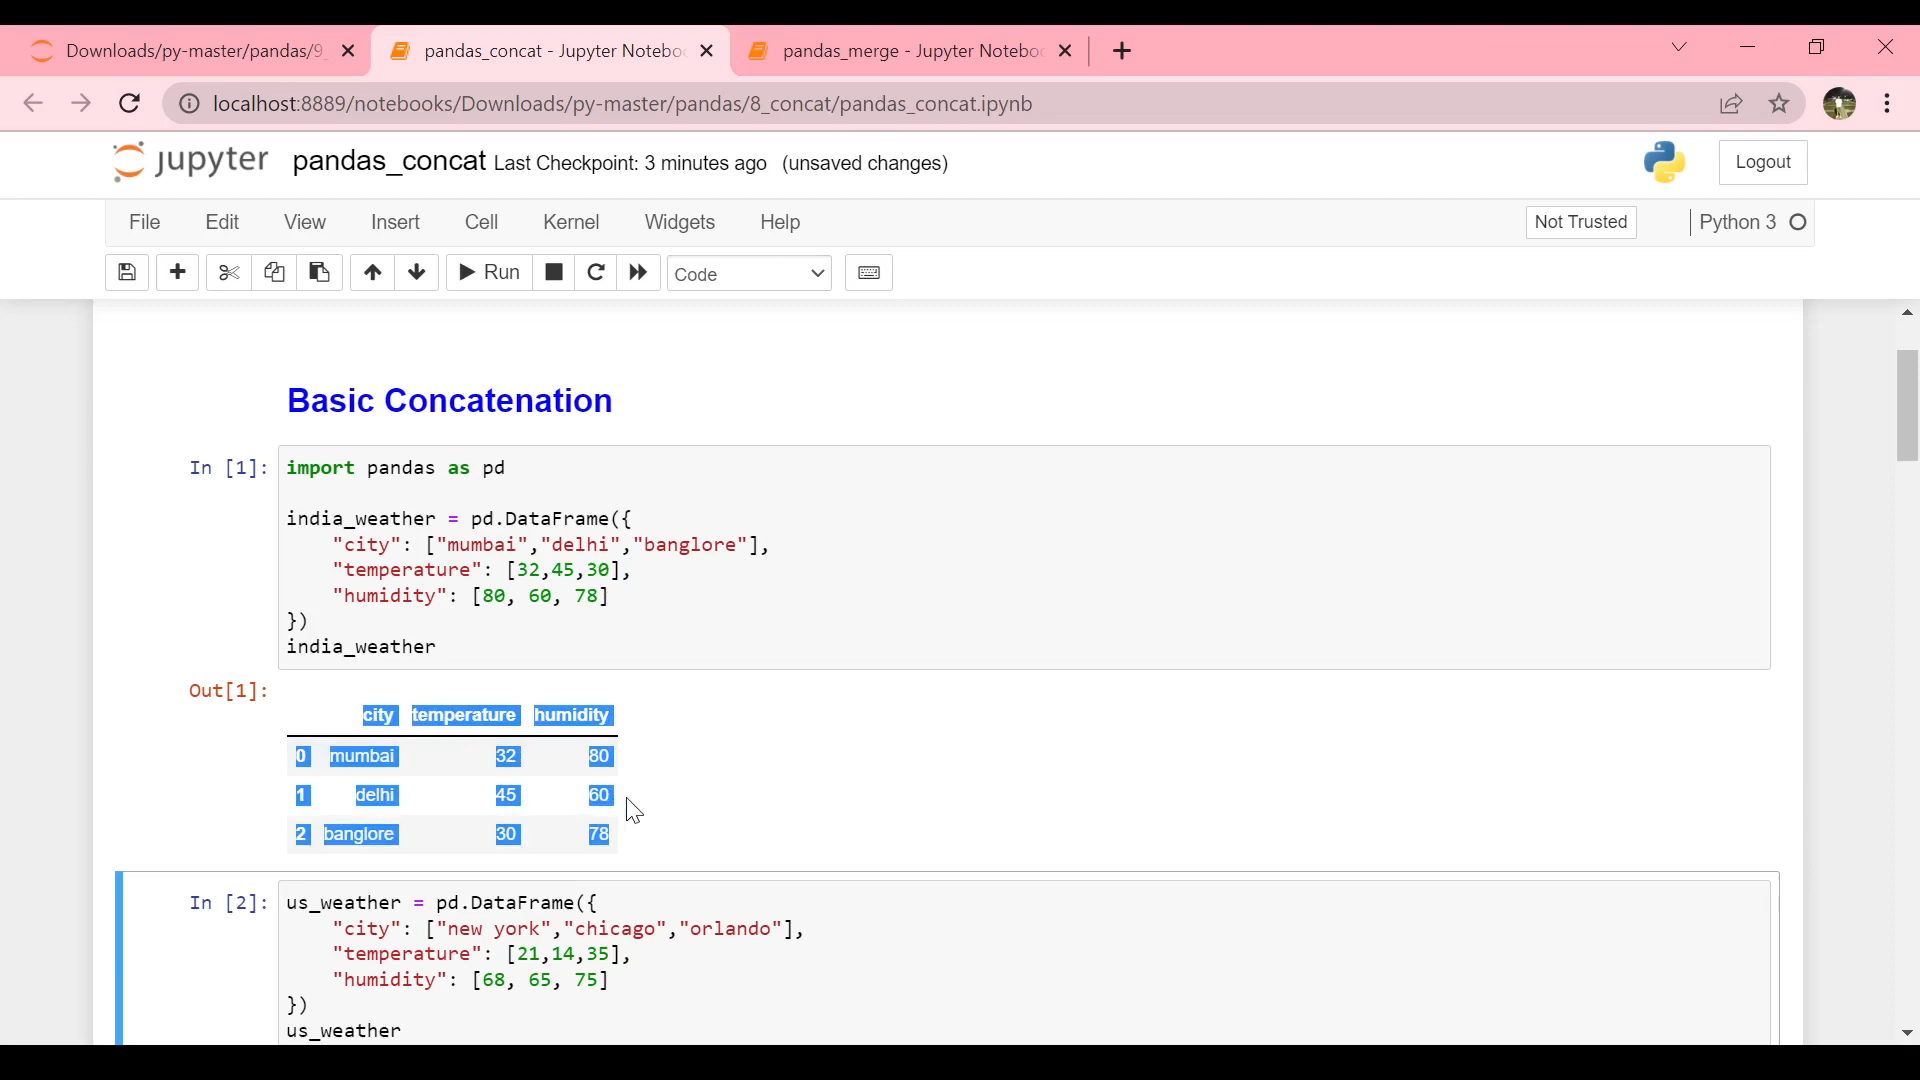 Downloads/py-master/pandas/9_
pandas_concat - Jupyter Notebo
pandas_merge - Jupyter Notebo
localhost:8889/notebooks/Downloads/py-master/pandas/8_concat/pandas_concat.ipynb
jupyter pandas_concat Last Checkpoint: 3 minutes ago (unsaved changes)
Logout
File Edit View Insert Cell Kernel Widgets Help
Not Trusted
Python 3
Run
Code
Basic Concatenation
In [1]: import pandas as pd
india_weather = pd.DataFrame({
"city": ["mumbai","delhi","banglore"],
"temperature": [32,45,30],
"humidity": [80, 60, 78]
})
india_weather
Out[1]:
city temperature humidity
0 mumbai 32 80
1 delhi 45 60
2 banglore 30 78
In [2]: us_weather = pd.DataFrame({
"city": ["new york","chicago","orlando"],
"temperature": [21,14,35],
"humidity": [68, 65, 75]
})
us_weather